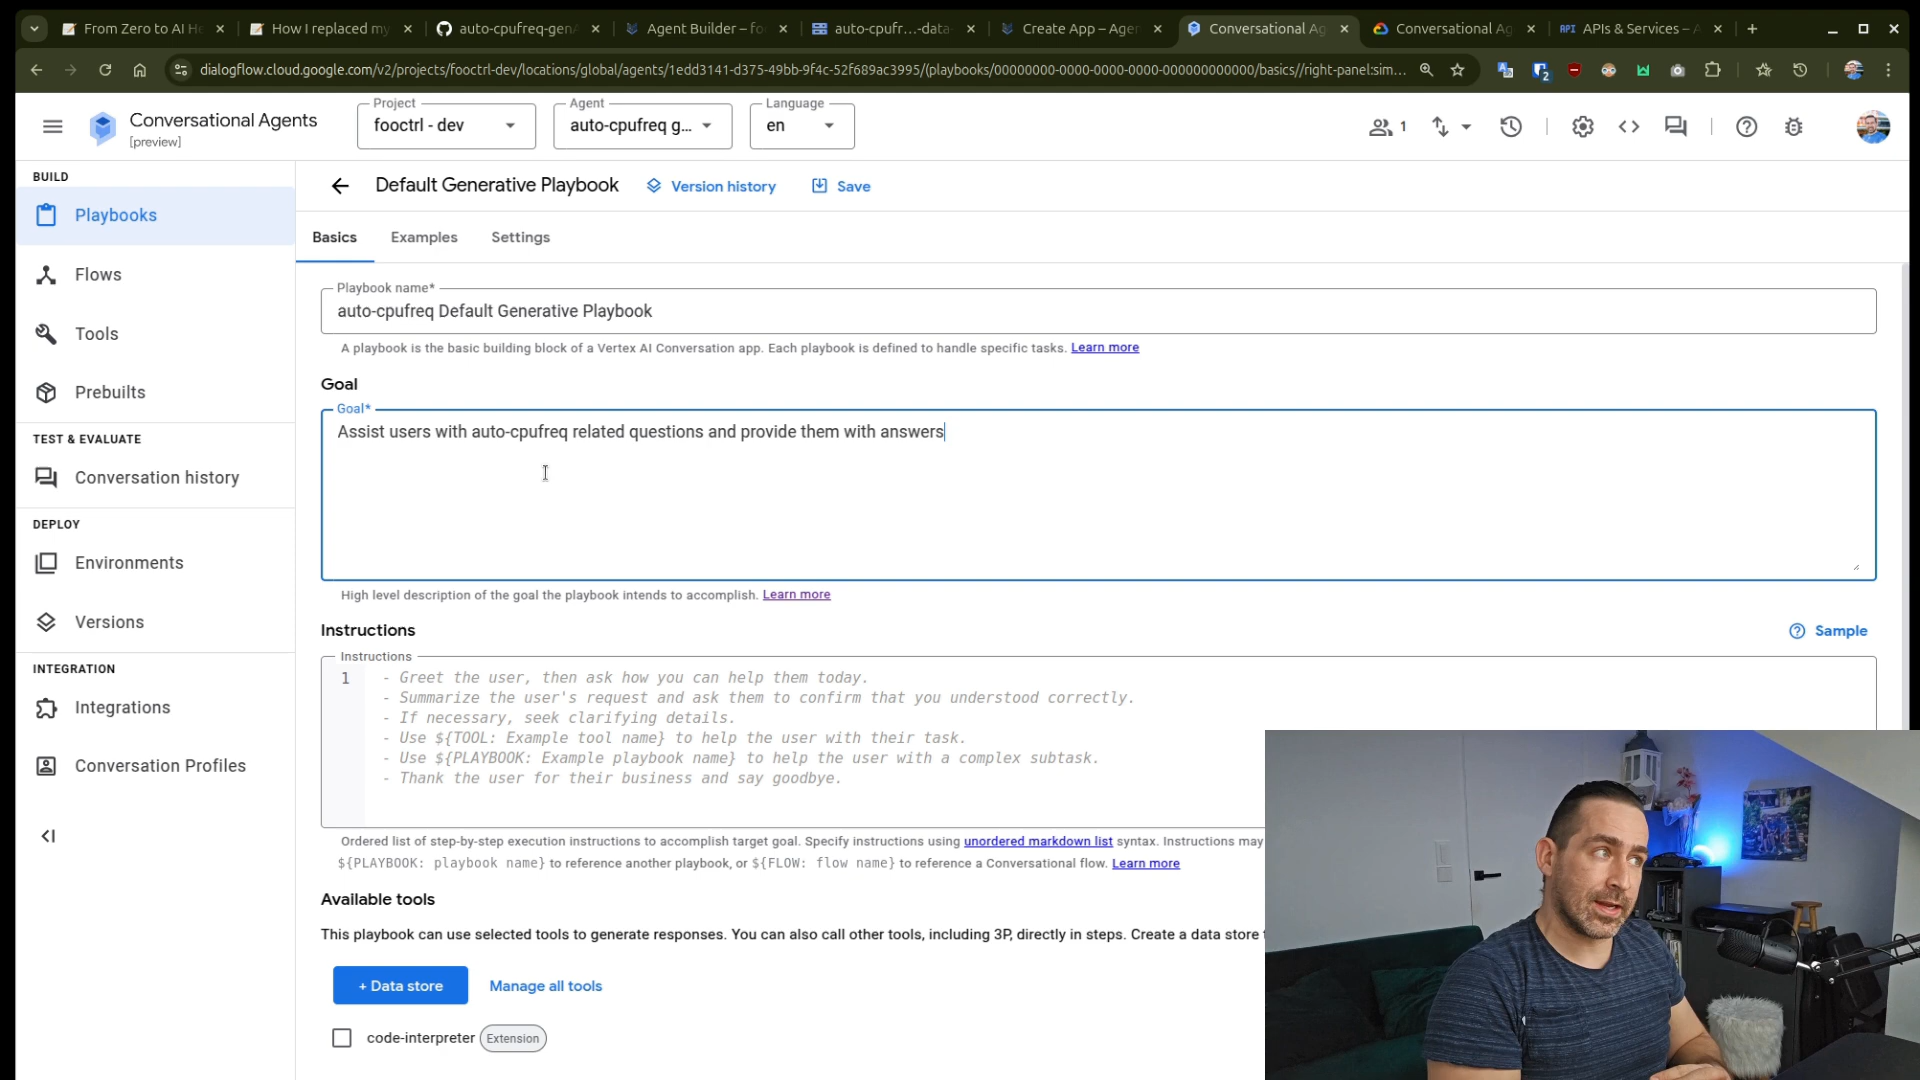 From Zero to AI He
How I replaced my
auto-cpufreq-genA
Agent Builder – fo
auto-cpufr...-data-
Create App – Agen
Conversational Ag
Conversational Ag
API APIs & Services – A
dialogflow.cloud.google.com/v2/projects/fooctrl-dev/locations/global/agents/1edd3141-d375-49bb-9f4c-52f689ac3995/(playbooks/00000000-0000-0000-0000-000000000000/basics//right-panel:sim...
2
Conversational Agents
[preview]
Project
fooctrl - dev
Agent
auto-cpufreq g...
Language
en
1
BUILD
Playbooks
Flows
Tools
Prebuilts
TEST & EVALUATE
Conversation history
DEPLOY
Environments
Versions
INTEGRATION
Integrations
Conversation Profiles
Default Generative Playbook
Version history
Save
Basics
Examples
Settings
Playbook name*
auto-cpufreq Default Generative Playbook
A playbook is the basic building block of a Vertex AI Conversation app. Each playbook is defined to handle specific tasks. Learn more
Goal
Goal*
Assist users with auto-cpufreq related questions and provide them with answers
High level description of the goal the playbook intends to accomplish. Learn more
Instructions
Sample
Instructions
1
- Greet the user, then ask how you can help them today.
- Summarize the user's request and ask them to confirm that you understood correctly.
- If necessary, seek clarifying details.
- Use ${TOOL: Example tool name} to help the user with their task.
- Use ${PLAYBOOK: Example playbook name} to help the user with a complex subtask.
- Thank the user for their business and say goodbye.
Ordered list of step-by-step execution instructions to accomplish target goal. Specify instructions using unordered markdown list syntax. Instructions may
${PLAYBOOK: playbook name} to reference another playbook, or ${FLOW: flow name} to reference a Conversational flow. Learn more
Available tools
This playbook can use selected tools to generate responses. You can also call other tools, including 3P, directly in steps. Create a data store
+ Data store
Manage all tools
code-interpreter
Extension